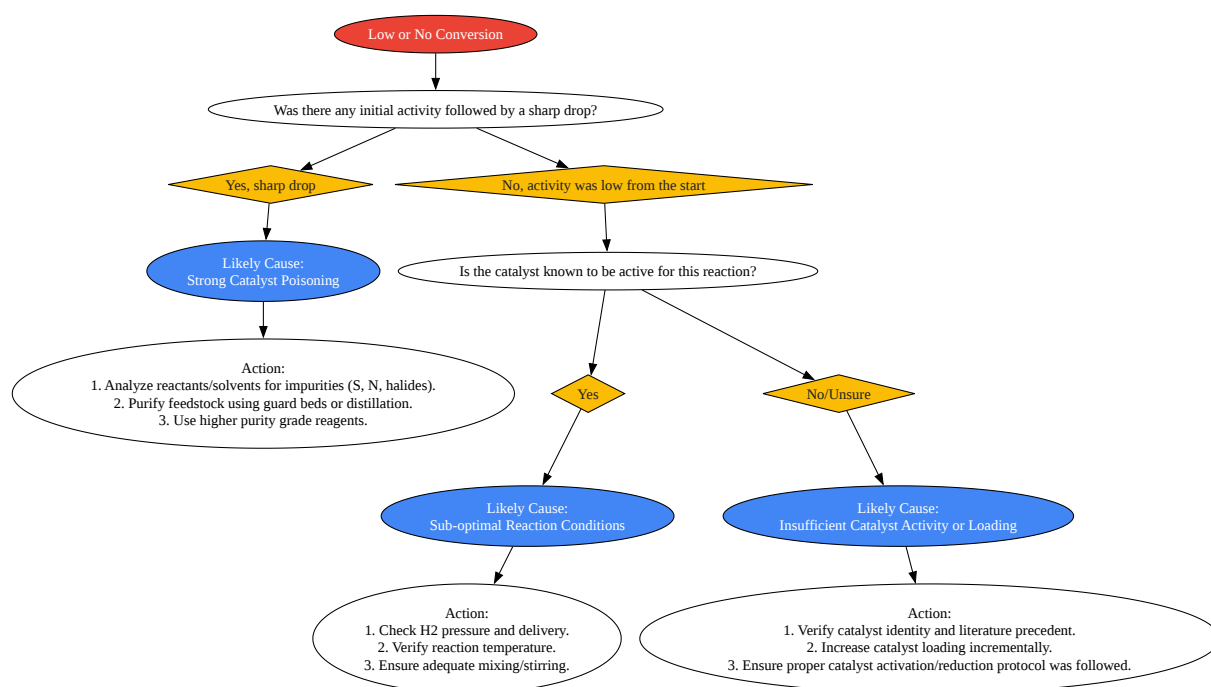 Low or No Conversion
Was there any initial activity followed by a sharp drop?
Yes, sharp drop
No, activity was low from the start
Likely Cause:
Strong Catalyst Poisoning
Is the catalyst known to be active for this reaction?
Action:
1. Analyze reactants/solvents for impurities (S, N, halides).
2. Purify feedstock using guard beds or distillation.
3. Use higher purity grade reagents.
Yes
No/Unsure
Likely Cause:
Sub-optimal Reaction Conditions
Likely Cause:
Insufficient Catalyst Activity or Loading
Action:
1. Check H2 pressure and delivery.
2. Verify reaction temperature.
3. Ensure adequate mixing/stirring.
Action:
1. Verify catalyst identity and literature precedent.
2. Increase catalyst loading incrementally.
3. Ensure proper catalyst activation/reduction protocol was followed.